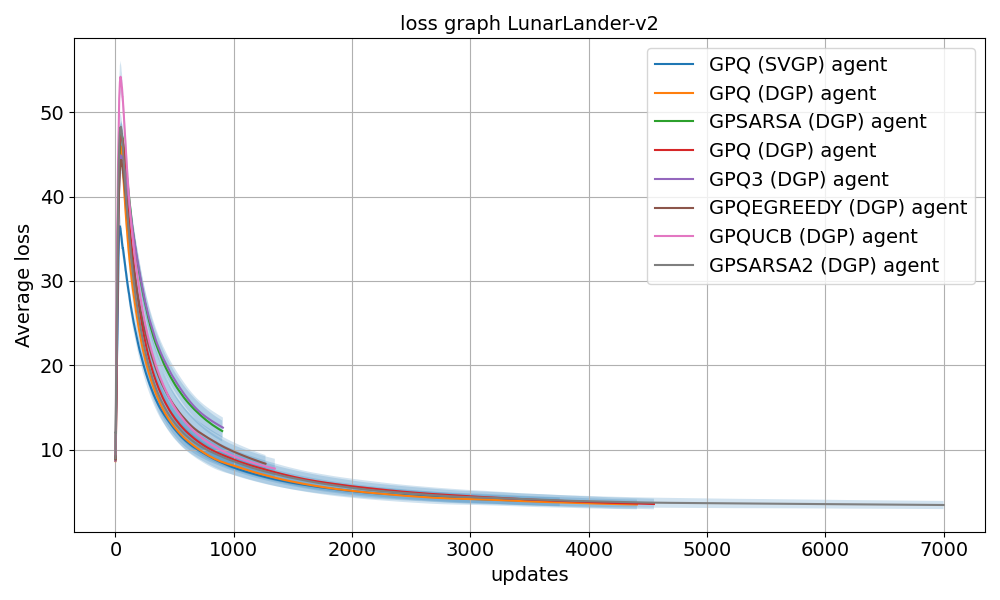 loss graph LunarLander-v2
Average loss
50
40
30
20
10
GPQ (SVGP) agent
GPQ (DGP) agent
GPSARSA (DGP) agent
GPQ (DGP) agent
GPQ3 (DGP) agent
GPQEGREEDY (DGP) agent
GPQUCB (DGP) agent
GPSARSA2 (DGP) agent
0 1000 2000 3000 4000 5000 6000 7000
updates